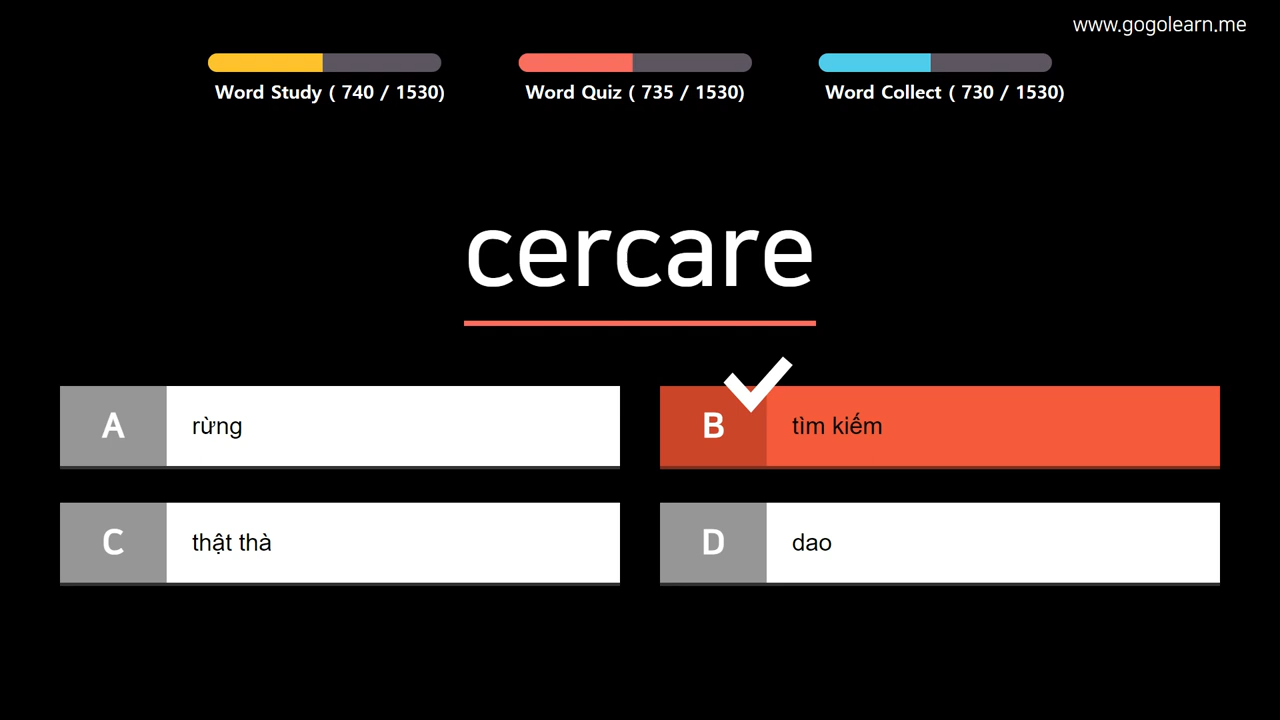 www.gogolearn.me
Word Study ( 740 / 1530)
Word Quiz ( 735 / 1530)
Word Collect ( 730 / 1530)
cercare
A rừng
B tìm kiếm
C thật thà
D dao